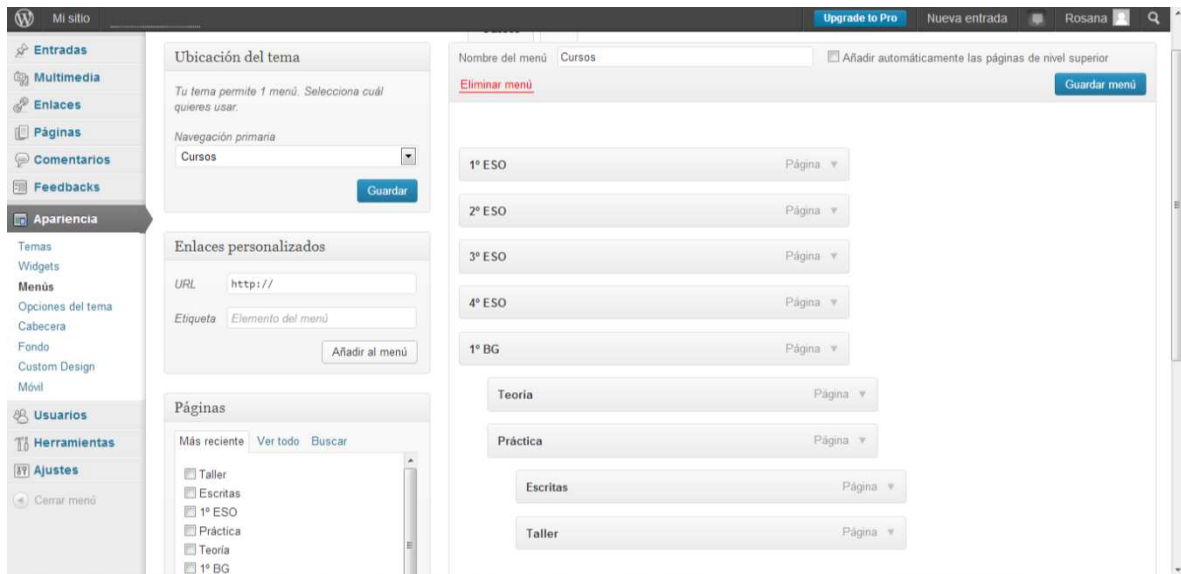 Mi sitio
Upgrade to Pro
Nueva entrada
Rosana
Entradas
Multimedia
Enlaces
Páginas
Comentarios
Feedbacks
Apariencia
Temas
Widgets
Menús
Opciones del tema
Cabecera
Fondo
Custom Design
Móvil
Usuarios
Herramientas
Ajustes
Cerrar menú
Ubicación del tema
Tu tema permite 1 menú. Selecciona cuál
quieres usar.
Navegación primaria
Cursos
Guardar
Enlaces personalizados
URL http://
Etiqueta Elemento del menú
Añadir al menú
Páginas
Más reciente Ver todo Buscar
Taller
Escritas
1º ESO
Práctica
Teoría
1º BG
Nombre del menú Cursos
Añadir automáticamente las páginas de nivel superior
Eliminar menú
Guardar menú
1º ESO Página
2º ESO Página
3º ESO Página
4º ESO Página
1º BG Página
Teoría Página
Práctica Página
Escritas Página
Taller Página